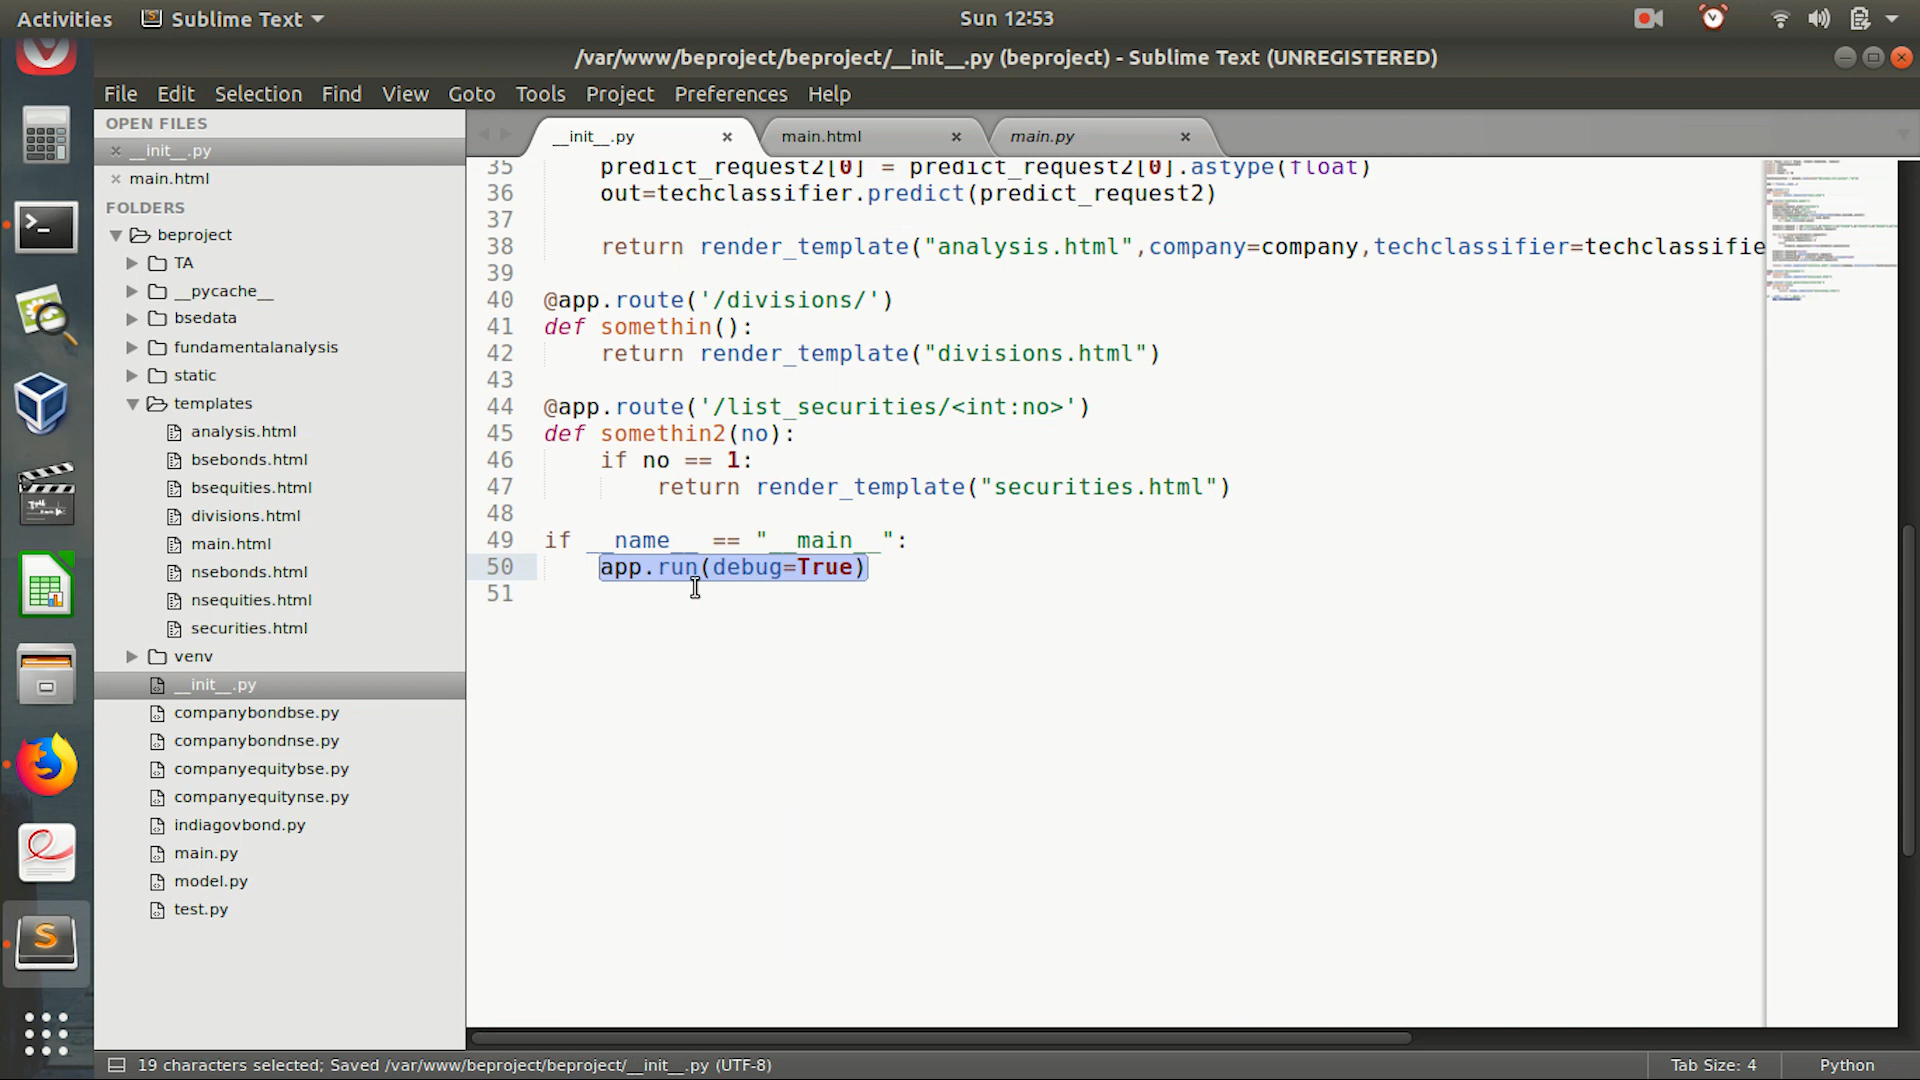 Activities Sublime Text Sun 12:53
/var/www/beproject/beproject/__init__.py (beproject) - Sublime Text (UNREGISTERED)
File Edit Selection Find View Goto Tools Project Preferences Help
OPEN FILES
__init__.py
main.html
FOLDERS
beproject
TA
__pycache__
bsedata
fundamentalanalysis
static
templates
analysis.html
bsebonds.html
bsequities.html
divisions.html
main.html
nsebonds.html
nsequities.html
securities.html
venv
__init__.py
companybondbse.py
companybondnse.py
companyequitybse.py
companyequitynse.py
indiagovbond.py
main.py
model.py
test.py
__init__.py main.html main.py
35 predict_request2[0] = predict_request2[0].astype(float)
36 out=techclassifier.predict(predict_request2)
37
38 return render_template("analysis.html",company=company,techclassifier=techclassifie
39
40 @app.route('/divisions/')
41 def somethin():
42 return render_template("divisions.html")
43
44 @app.route('/list_securities/<int:no>')
45 def somethin2(no):
46 if no == 1:
47 return render_template("securities.html")
48
49 if __name__ == "__main__":
50 app.run(debug=True)
51
19 characters selected; Saved /var/www/beproject/beproject/__init__.py (UTF-8) Tab Size: 4 Python